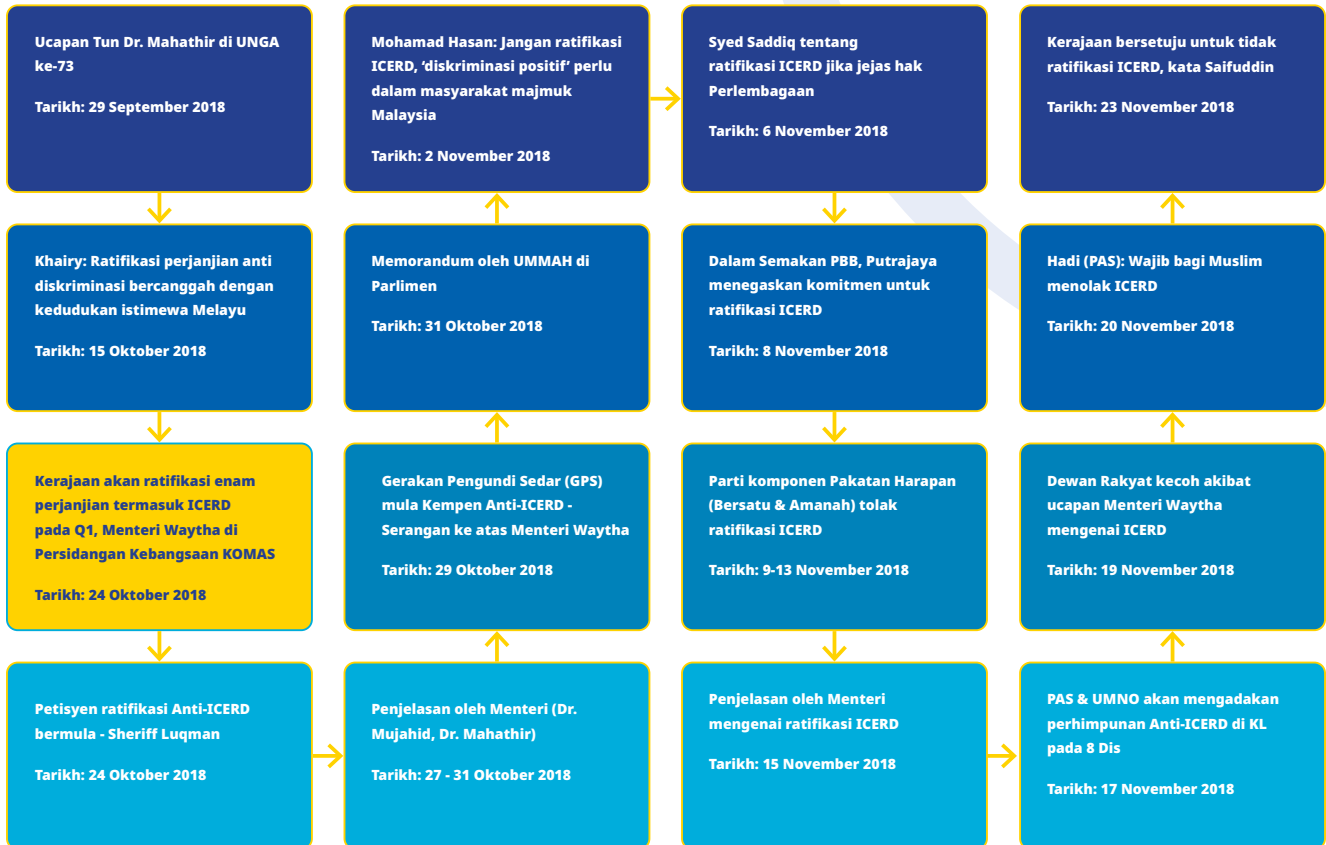 Ucapan Tun Dr. Mahathir di UNGA
ke-73
Tarikh: 29 September 2018
Khairy: Ratifikasi perjanjian anti
diskriminasi bercanggah dengan
kedudukan istimewa Melayu
Tarikh: 15 Oktober 2018
Kerajaan akan ratifikasi enam
perjanjian termasuk ICERD
pada Q1, Menteri Waytha di
Persidangan Kebangsaan KOMAS
Tarikh: 24 Oktober 2018
Petisyen ratifikasi Anti-ICERD
bermula - Sheriff Luqman
Tarikh: 24 Oktober 2018
Penjelasan oleh Menteri (Dr.
Mujahid, Dr. Mahathir)
Tarikh: 27 - 31 Oktober 2018
Gerakan Pengundi Sedar (GPS)
mula Kempen Anti-ICERD -
Serangan ke atas Menteri Waytha
Tarikh: 29 Oktober 2018
Memorandum oleh UMMAH di
Parlimen
Tarikh: 31 Oktober 2018
Mohamad Hasan: Jangan ratifikasi
ICERD, ‘diskriminasi positif’ perlu
dalam masyarakat majmuk
Malaysia
Tarikh: 2 November 2018
Syed Saddiq tentang
ratifikasi ICERD jika jejas hak
Perlembagaan
Tarikh: 6 November 2018
Dalam Semakan PBB, Putrajaya
menegaskan komitmen untuk
ratifikasi ICERD
Tarikh: 8 November 2018
Parti komponen Pakatan Harapan
(Bersatu & Amanah) tolak
ratifikasi ICERD
Tarikh: 9-13 November 2018
Penjelasan oleh Menteri
mengenai ratifikasi ICERD
Tarikh: 15 November 2018
PAS & UMNO akan mengadakan
perhimpunan Anti-ICERD di KL
pada 8 Dis
Tarikh: 17 November 2018
Dewan Rakyat kecoh akibat
ucapan Menteri Waytha
mengenai ICERD
Tarikh: 19 November 2018
Hadi (PAS): Wajib bagi Muslim
menolak ICERD
Tarikh: 20 November 2018
Kerajaan bersetuju untuk tidak
ratifikasi ICERD, kata Saifuddin
Tarikh: 23 November 2018